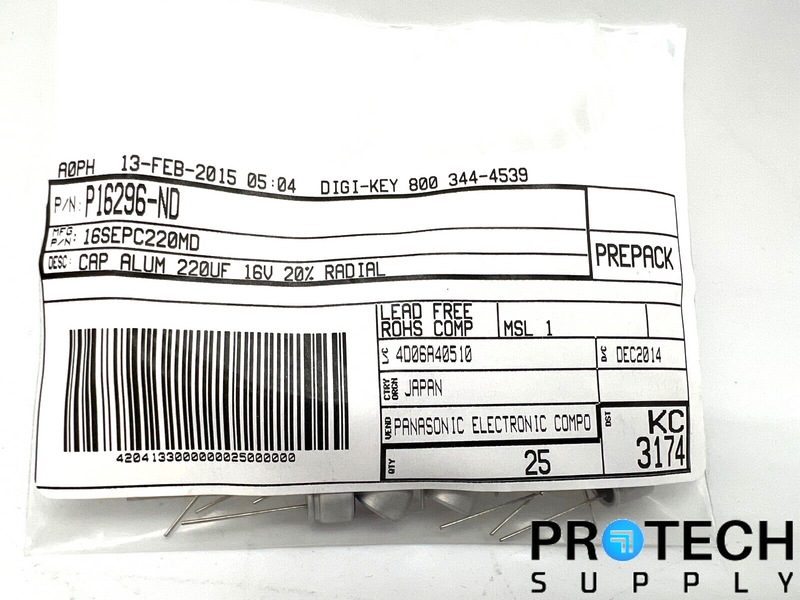 A0PH 13-FEB-2015 05:04 DIGI-KEY 800 344-4539
P/N: P16296-ND
MFG P/N: 16SEPC220MD
DESC: CAP ALUM 220UF 16V 20% RADIAL
PREPACK
LEAD FREE
ROHS COMP
MSL 1
L/C 4D06A40510
D/C DEC2014
CTRY ORGN JAPAN
VEND PANASONIC ELECTRONIC COMPO
DST KC
3174
QTY 25
4204133000000025000000
PROTECH
SUPPLY